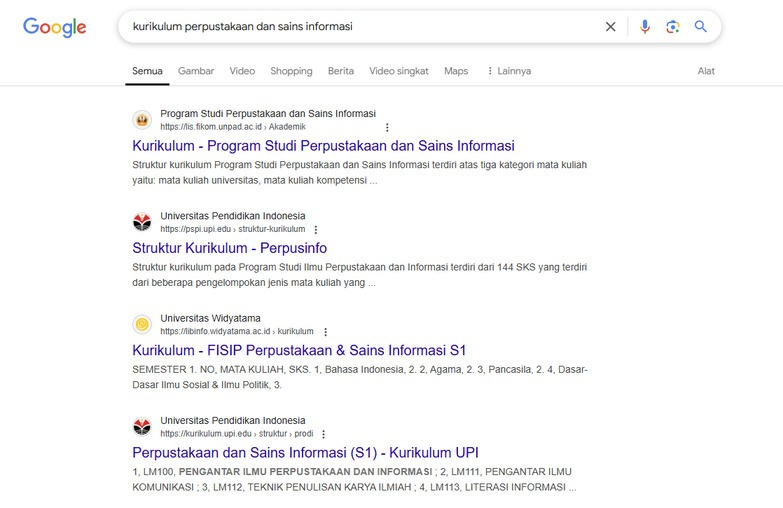 Google
kurikulum perpustakaan dan sains informasi
Semua Gambar Video Shopping Berita Video singkat Maps Lainnya Alat
Program Studi Perpustakaan dan Sains Informasi
https://lis.fikom.unpad.ac.id › Akademik
Kurikulum - Program Studi Perpustakaan dan Sains Informasi
Struktur kurikulum Program Studi Perpustakaan dan Sains Informasi terdiri atas tiga kategori mata kuliah
yaitu: mata kuliah universitas, mata kuliah kompetensi ...
Universitas Pendidikan Indonesia
https://pspi.upi.edu › struktur-kurikulum
Struktur Kurikulum - Perpusinfo
Struktur kurikulum pada Program Studi Ilmu Perpustakaan dan Informasi terdiri dari 144 SKS yang terdiri
dari beberapa pengelompokan jenis mata kuliah yang ...
Universitas Widyatama
https://libinfo.widyatama.ac.id › kurikulum
Kurikulum - FISIP Perpustakaan & Sains Informasi S1
SEMESTER 1. NO, MATA KULIAH, SKS. 1, Bahasa Indonesia, 2. 2, Agama, 2. 3, Pancasila, 2. 4, Dasar-
Dasar Ilmu Sosial & Ilmu Politik, 3.
Universitas Pendidikan Indonesia
https://kurikulum.upi.edu › struktur › prodi
Perpustakaan dan Sains Informasi (S1) - Kurikulum UPI
1, LM100, PENGANTAR ILMU PERPUSTAKAAN DAN INFORMASI ; 2, LM111, PENGANTAR ILMU
KOMUNIKASI ; 3, LM112, TEKNIK PENULISAN KARYA ILMIAH ; 4, LM113, LITERASI INFORMASI ...